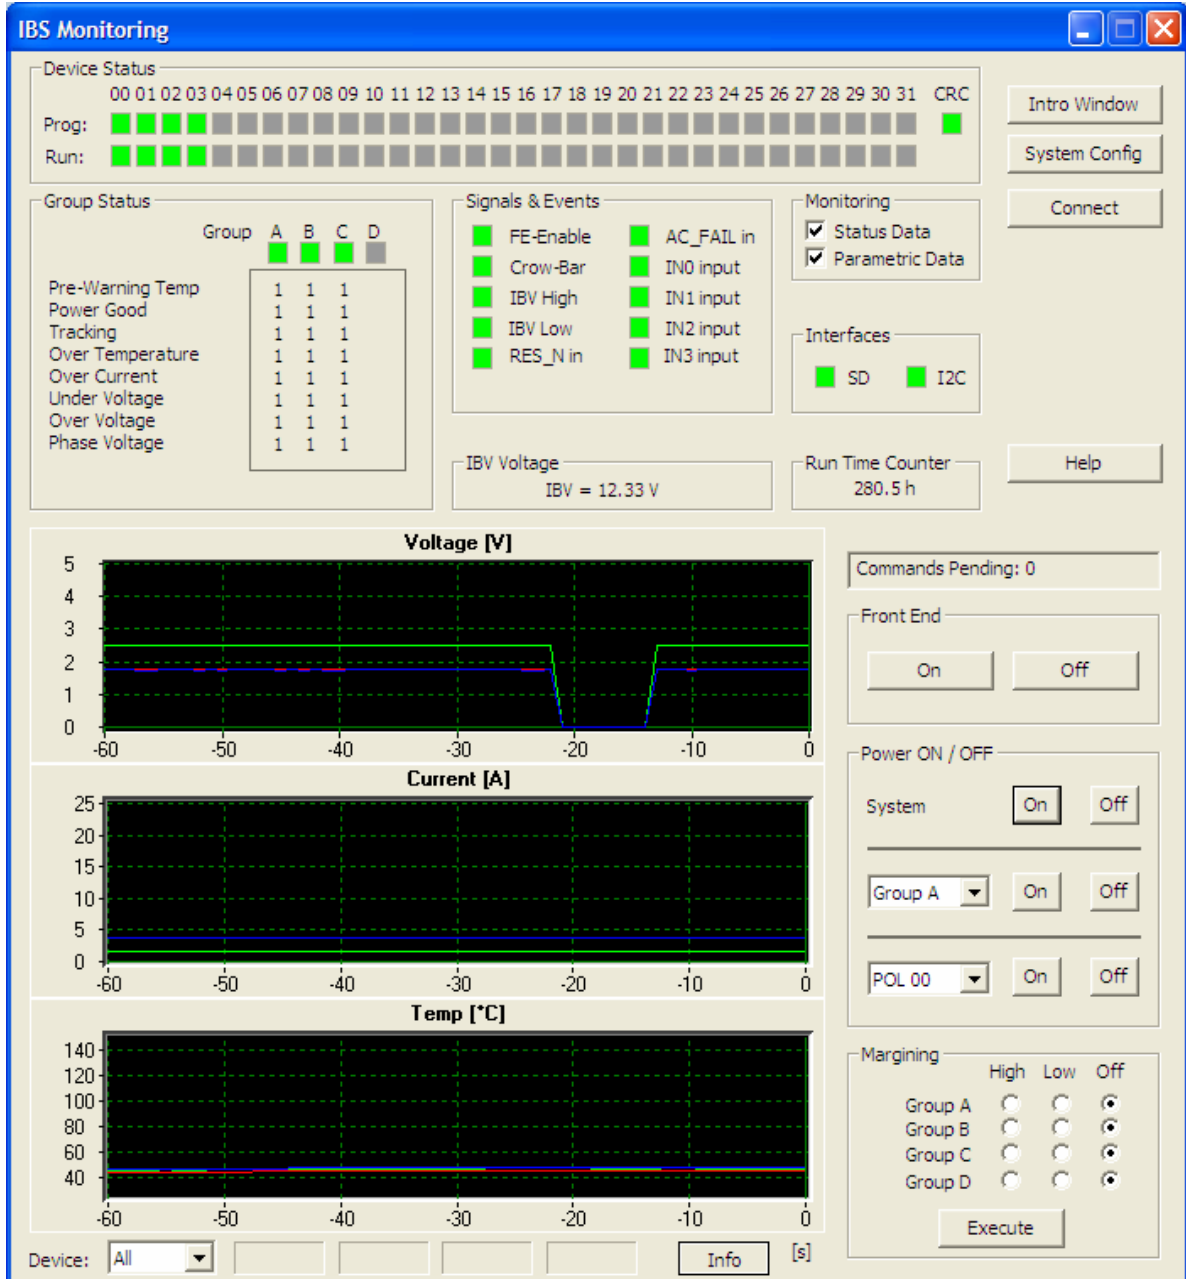 IBS Monitoring
Device Status
00 01 02 03 04 05 06 07 08 09 10 11 12 13 14 15 16 17 18 19 20 21 22 23 24 25 26 27 28 29 30 31 CRC
Prog:
Run:
Intro Window
System Config
Connect
Group Status
Group A B C D
Pre-Warning Temp 1 1 1
Power Good 1 1 1
Tracking 1 1 1
Over Temperature 1 1 1
Over Current 1 1 1
Under Voltage 1 1 1
Over Voltage 1 1 1
Phase Voltage 1 1 1
Signals & Events
FE-Enable AC_FAIL in
Crow-Bar IN0 input
IBV High IN1 input
IBV Low IN2 input
RES_N in IN3 input
Monitoring
Status Data
Parametric Data
Interfaces
SD I2C
IBV Voltage
IBV = 12.33 V
Run Time Counter
280.5 h
Help
Voltage [V]
5
4
3
2
1
0
-60 -50 -40 -30 -20 -10 0
Current [A]
25
20
15
10
5
0
-60 -50 -40 -30 -20 -10 0
Temp [°C]
140
120
100
80
60
40
-60 -50 -40 -30 -20 -10 0
Device: All Info [s]
Commands Pending: 0
Front End
On Off
Power ON / OFF
System On Off
Group A On Off
POL 00 On Off
Margining
High Low Off
Group A
Group B
Group C
Group D
Execute